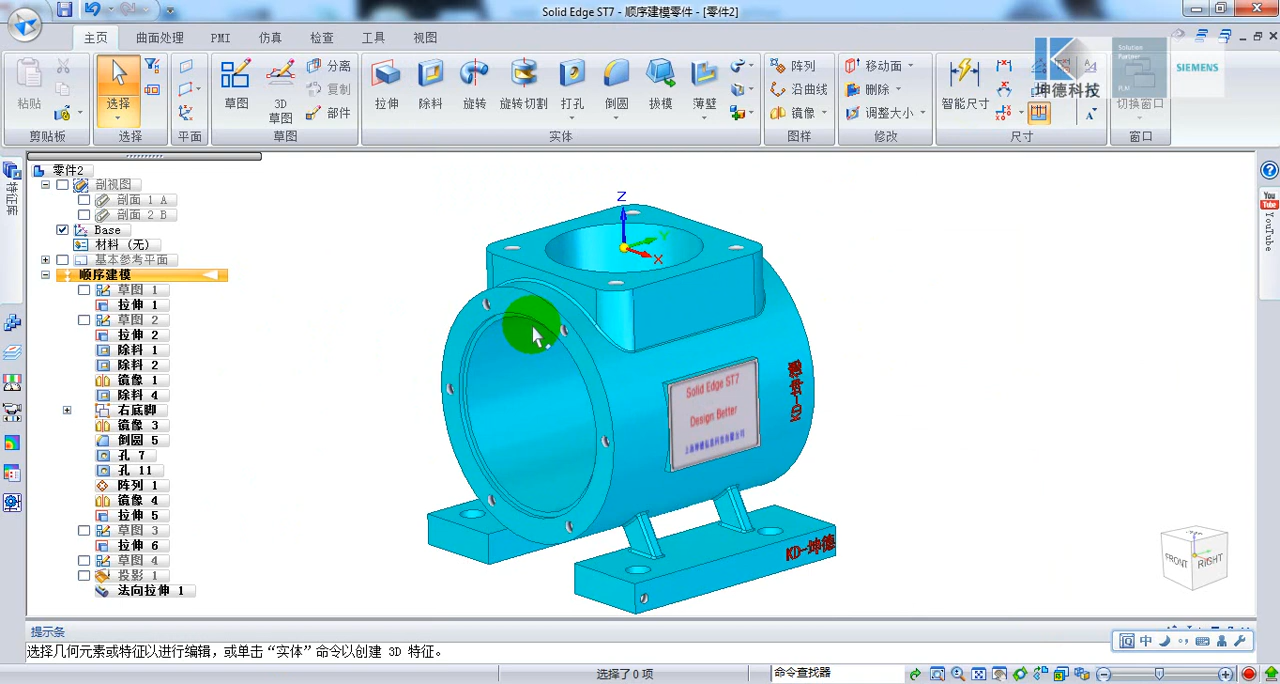 Solid Edge ST7 - 顺序建模零件 - [零件2]
主页 曲面处理 PMI 仿真 检查 工具 视图
粘贴
剪贴板
选择
选择
平面
草图
3D
草图
分离
复制
部件
草图
拉伸
除料
旋转
旋转切割
打孔
倒圆
拔模
薄壁
实体
阵列
沿曲线
镜像
图样
移动面
删除
调整大小
修改
智能尺寸
尺寸
坤德科技
Solution
Partner
PLM
SIEMENS
切换窗口
窗口
特征库
零件2
剖视图
剖面 1 A
剖面 2 B
Base
材料 (无)
基本参考平面
顺序建模
草图 1
拉伸 1
草图 2
拉伸 2
除料 1
除料 2
镜像 1
除料 4
右底脚
镜像 3
倒圆 5
孔 7
孔 11
阵列 1
镜像 4
拉伸 5
草图 3
拉伸 6
草图 4
投影 1
法向拉伸 1
Z
Y
X
Solid Edge ST7
Design Better
KD-坤德
KD-坤德
FRONT
RIGHT
You
Tube
YouTube
提示条
选择几何元素或特征以进行编辑，或单击“实体”命令以创建 3D 特征。
中
选择了 0 项
命令查找器